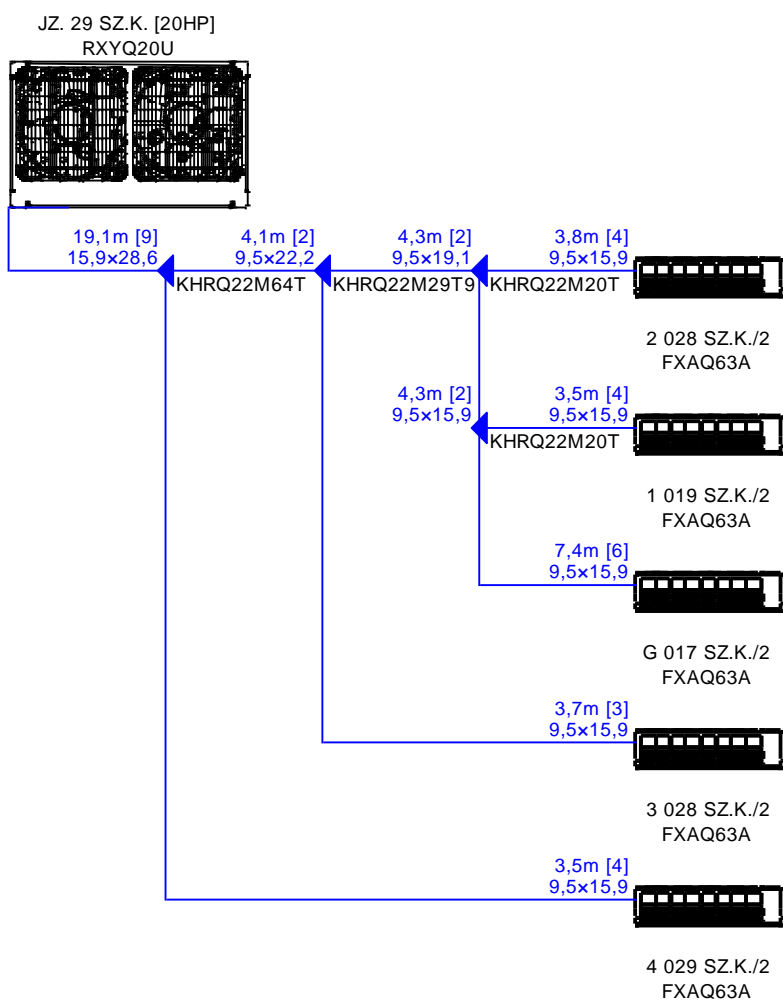 JZ. 29 SZ.K. [20HP]
RXYQ20U
19,1m [9]
15,9×28,6
KHRQ22M64T
4,1m [2]
9,5×22,2
KHRQ22M29T9
4,3m [2]
9,5×19,1
KHRQ22M20T
3,8m [4]
9,5×15,9
2 028 SZ.K./2
FXAQ63A
4,3m [2]
9,5×15,9
KHRQ22M20T
3,5m [4]
9,5×15,9
1 019 SZ.K./2
FXAQ63A
7,4m [6]
9,5×15,9
G 017 SZ.K./2
FXAQ63A
3,7m [3]
9,5×15,9
3 028 SZ.K./2
FXAQ63A
3,5m [4]
9,5×15,9
4 029 SZ.K./2
FXAQ63A